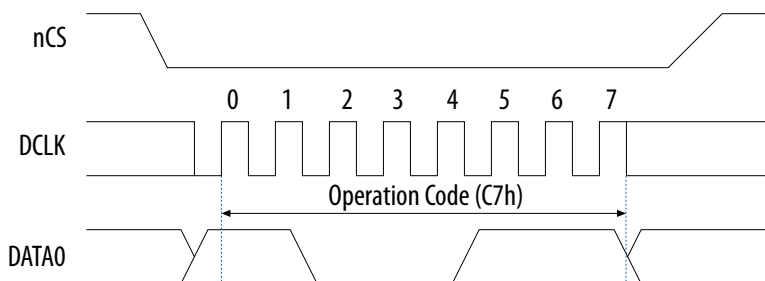 nCS
0 1 2 3 4 5 6 7
DCLK
Operation Code (C7h)
DATA0